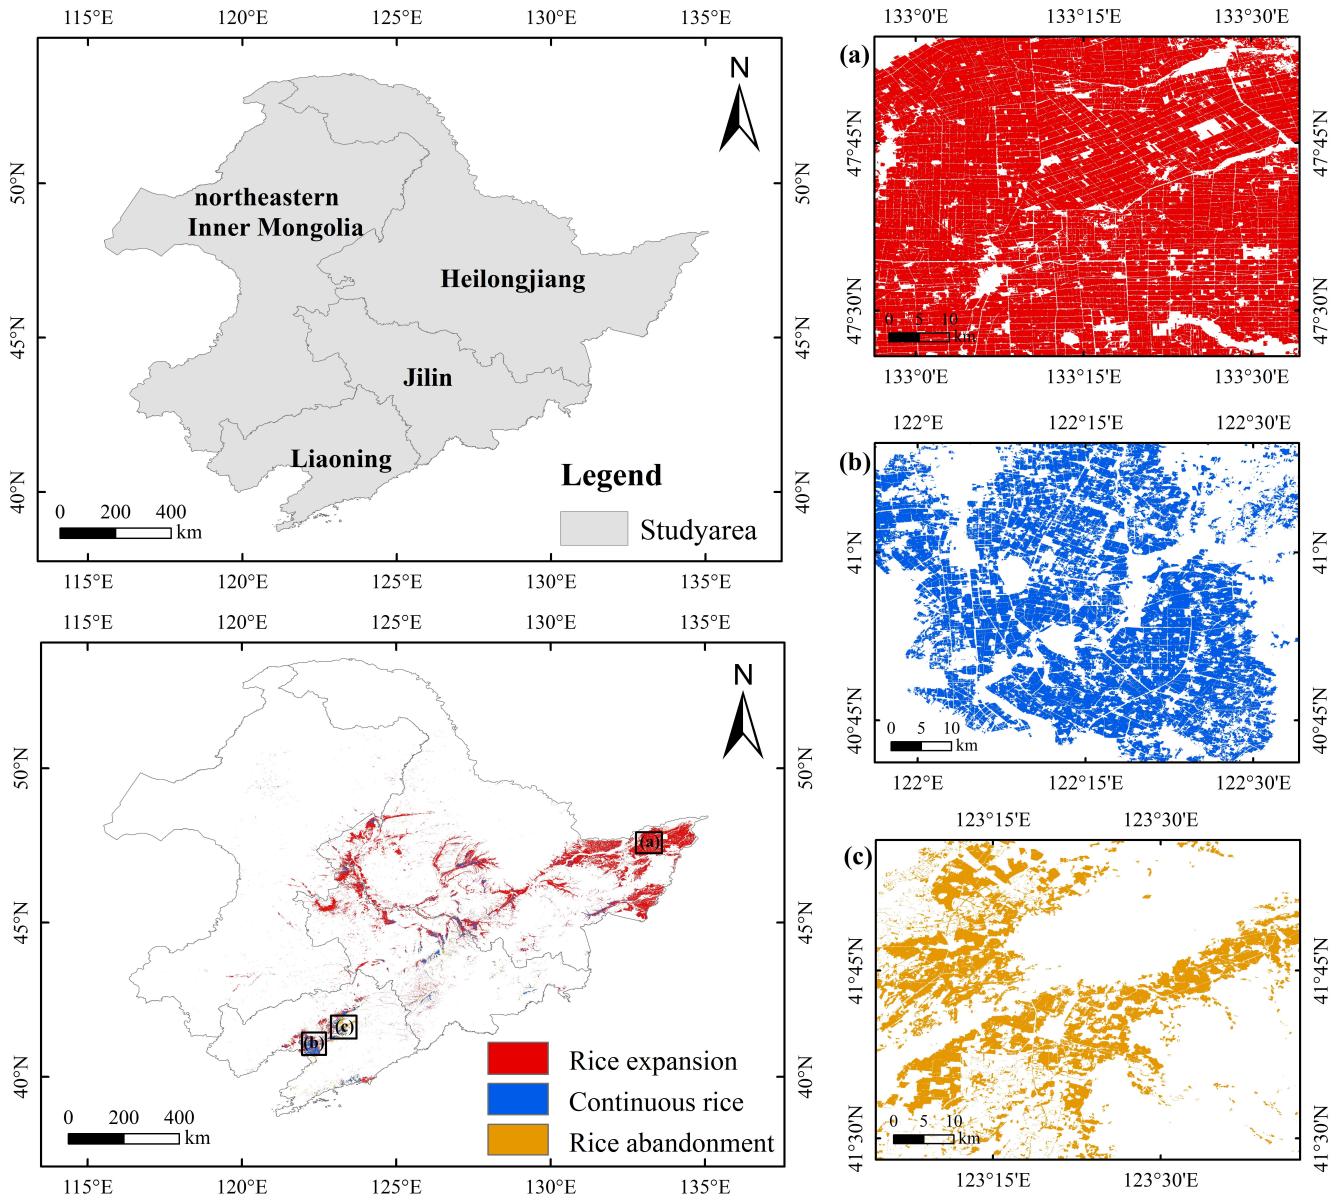 115°E 120°E 125°E 130°E 135°E
50°N
45°N
40°N
50°N
45°N
40°N
N
northeastern
Inner Mongolia
Heilongjiang
Jilin
Liaoning
Legend
Studyarea
0 200 400
km
115°E 120°E 125°E 130°E 135°E
115°E 120°E 125°E 130°E 135°E
50°N
45°N
40°N
50°N
45°N
40°N
N
(a)
(b)
(c)
Rice expansion
Continuous rice
Rice abandonment
0 200 400
km
115°E 120°E 125°E 130°E 135°E
133°0'E 133°15'E 133°30'E
(a)
47°45'N
47°30'N
47°45'N
47°30'N
0 5 10
km
133°0'E 133°15'E 133°30'E
122°E 122°15'E 122°30'E
(b)
41°N
40°45'N
41°N
40°45'N
0 5 10
km
122°E 122°15'E 122°30'E
123°15'E 123°30'E
(c)
41°45'N
41°30'N
41°45'N
41°30'N
0 5 10
km
123°15'E 123°30'E